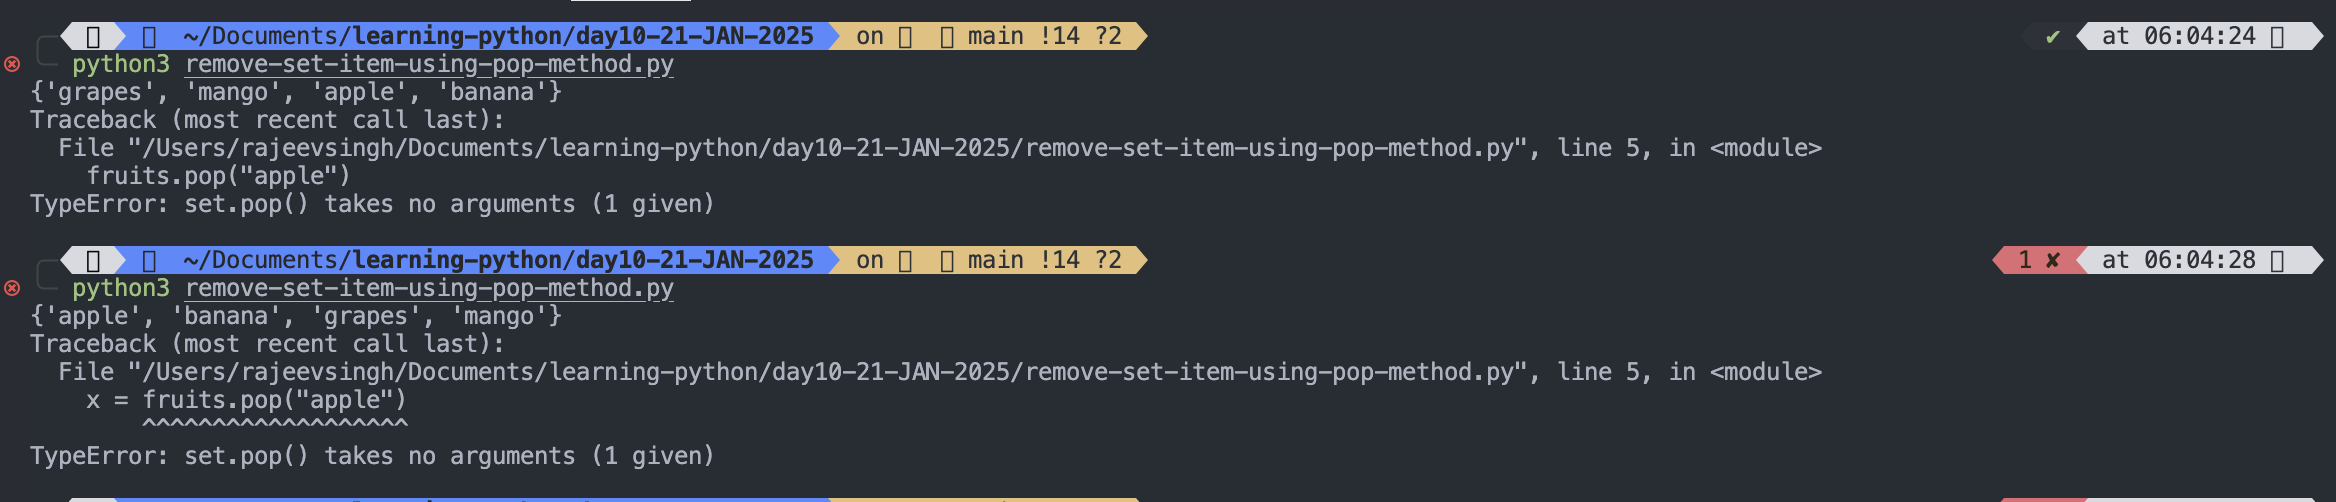 ~/Documents/learning-python/day10-21-JAN-2025 on main !14 ?2 ✔ at 06:04:24
python3 remove-set-item-using-pop-method.py
{'grapes', 'mango', 'apple', 'banana'}
Traceback (most recent call last):
  File "/Users/rajeevsingh/Documents/learning-python/day10-21-JAN-2025/remove-set-item-using-pop-method.py", line 5, in <module>
    fruits.pop("apple")
TypeError: set.pop() takes no arguments (1 given)
~/Documents/learning-python/day10-21-JAN-2025 on main !14 ?2 1 ✘ at 06:04:28
python3 remove-set-item-using-pop-method.py
{'apple', 'banana', 'grapes', 'mango'}
Traceback (most recent call last):
  File "/Users/rajeevsingh/Documents/learning-python/day10-21-JAN-2025/remove-set-item-using-pop-method.py", line 5, in <module>
    x = fruits.pop("apple")
        ^^^^^^^^^^^^^^^^^^^
TypeError: set.pop() takes no arguments (1 given)